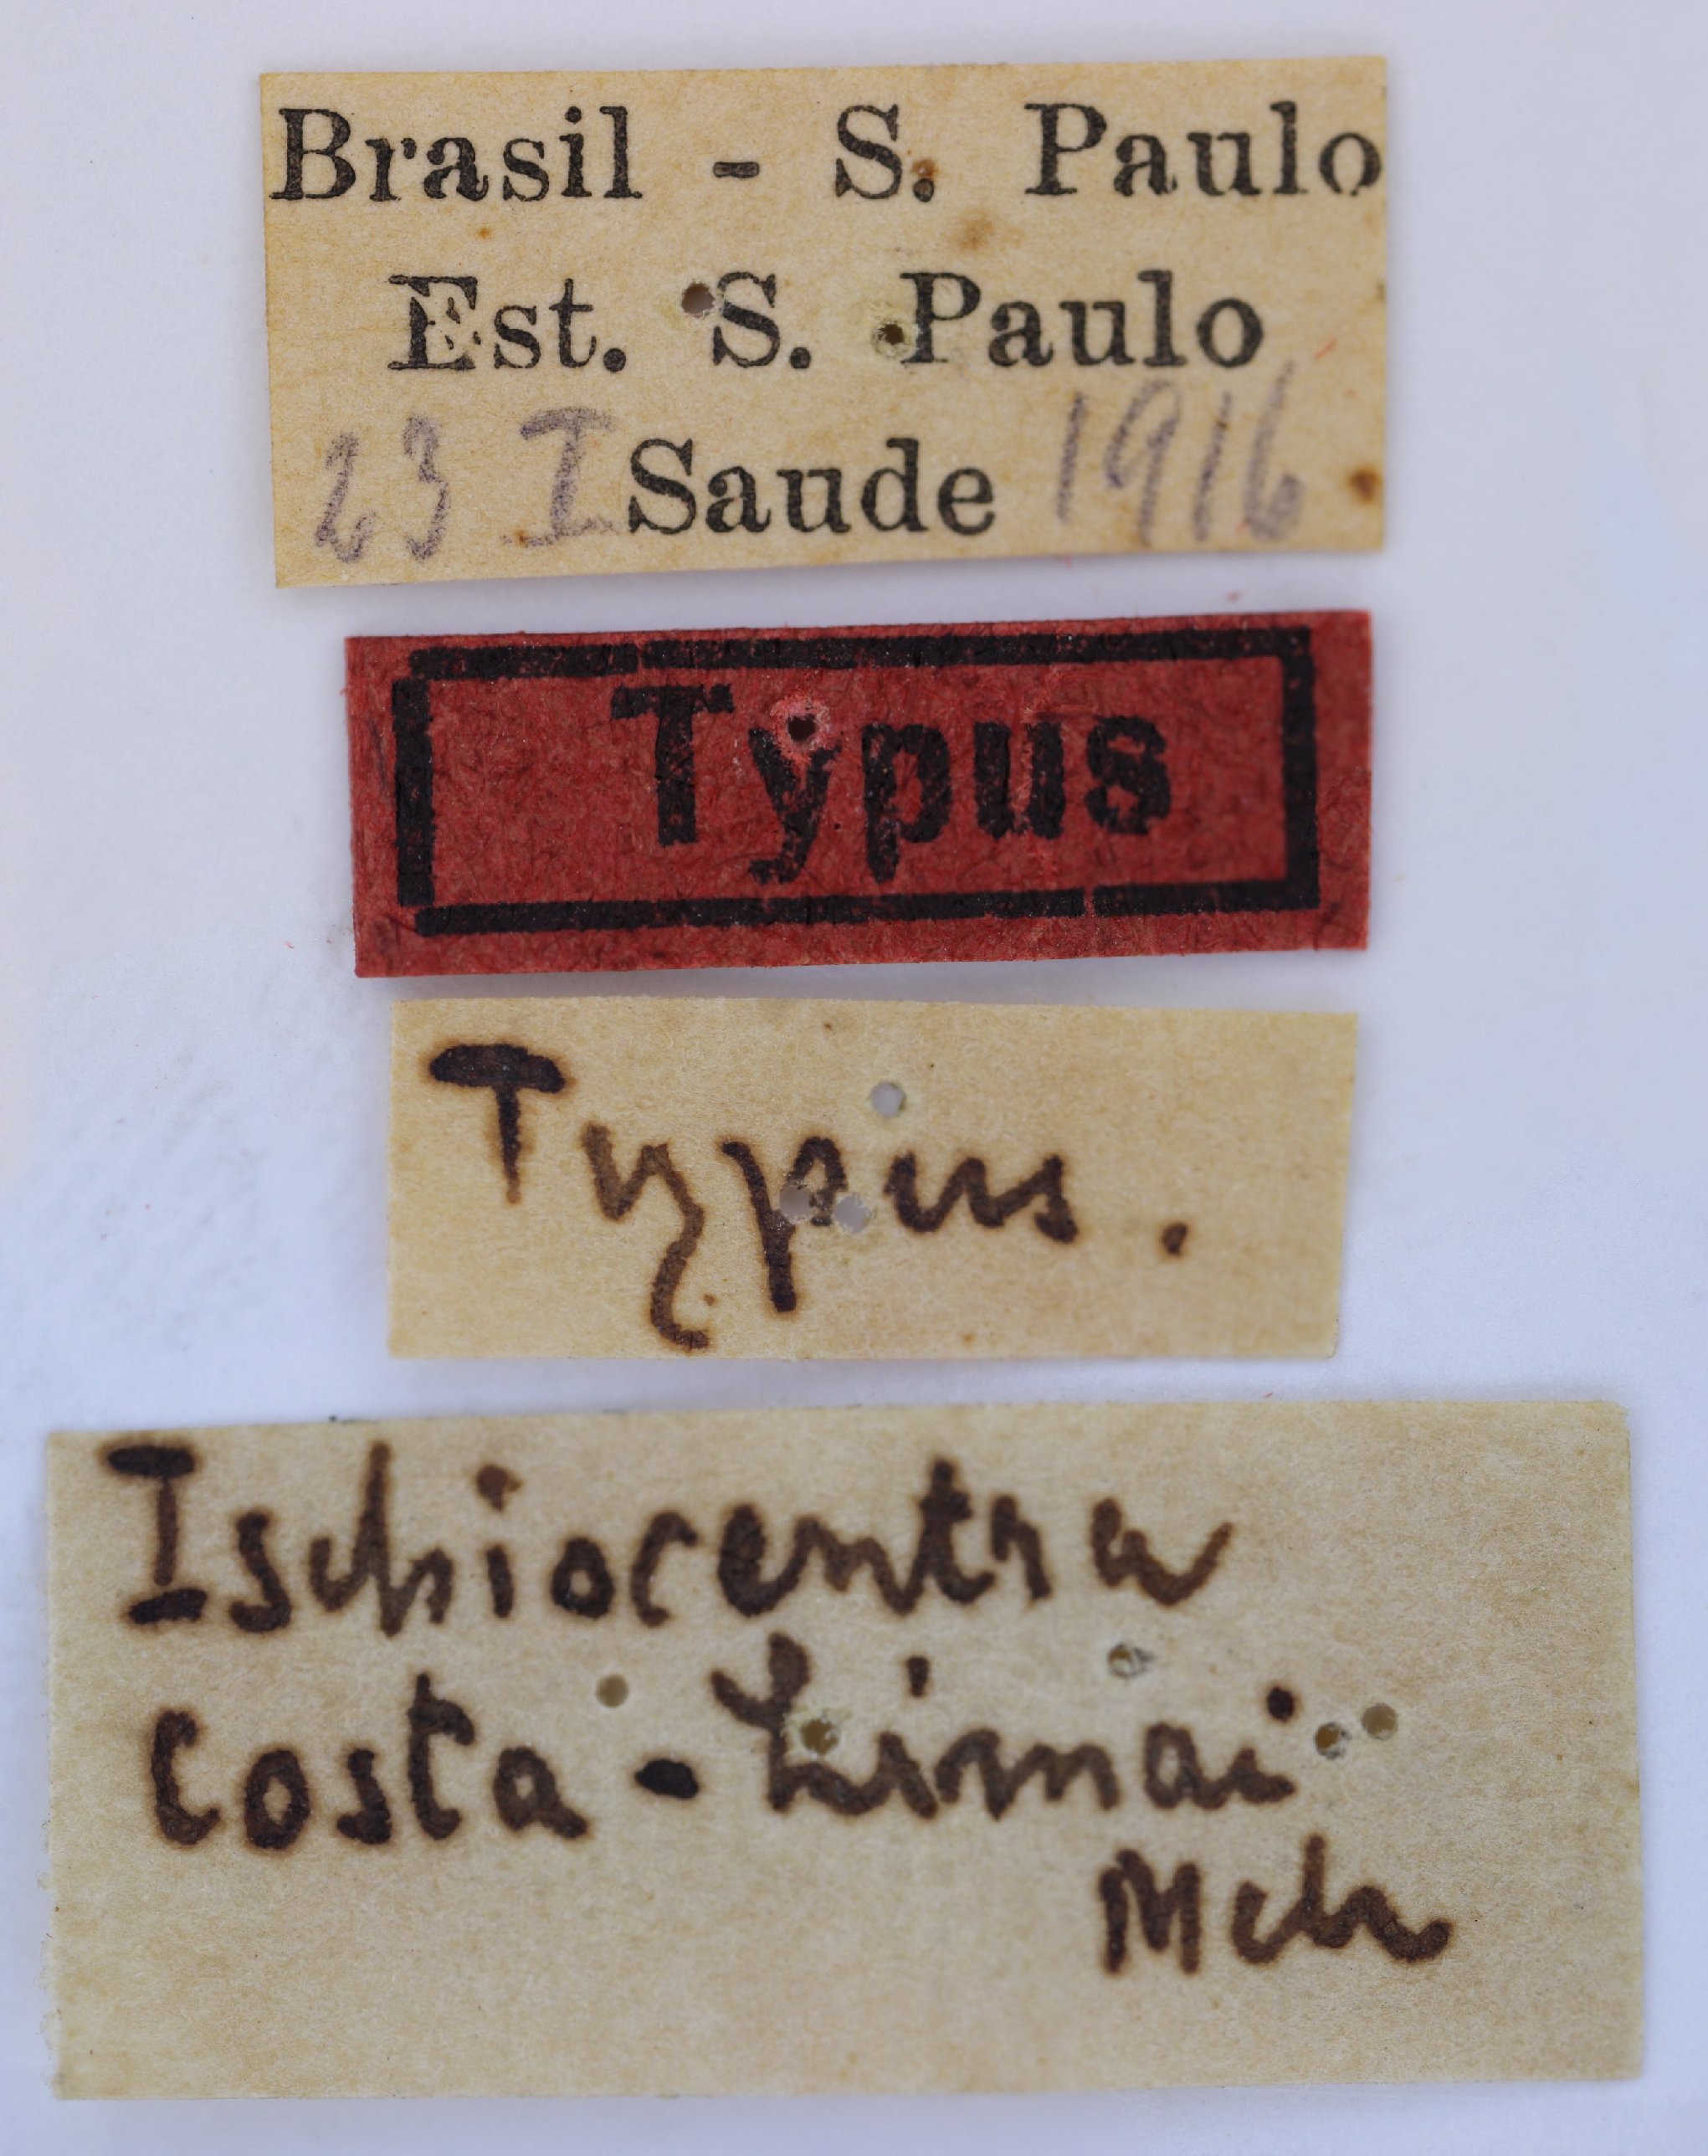 Brasil - S. Paulo
Est. S. Paulo
23 I Saude 1916
Typus
Typus.
Ischiocentra
Costa-Limai
Mch